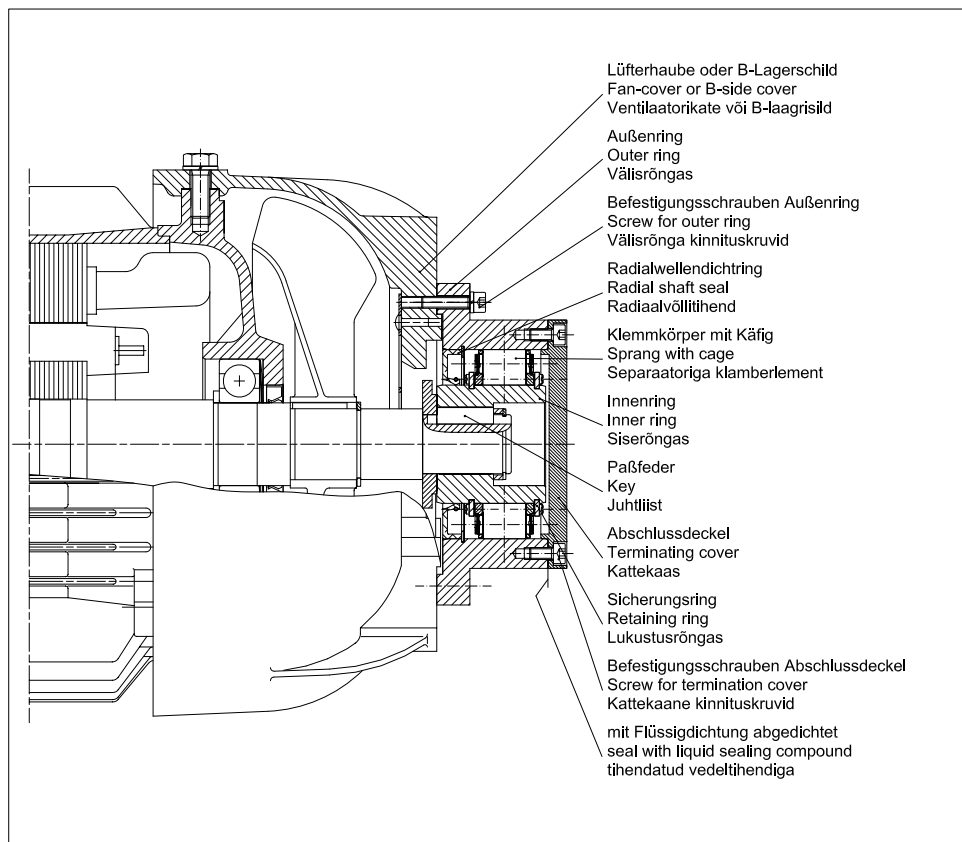 Lüfterhaube oder B-Lagerschild
Fan-cover or B-side cover
Ventilaatorikate või B-laagrisild
Außenring
Outer ring
Välisrõngas
Befestigungsschrauben Außenring
Screw for outer ring
Välisrõnga kinnituskruvid
Radialwellendichtring
Radial shaft seal
Radiaalvõllitihend
Klemmkörper mit Käfig
Sprang with cage
Separaatoriga klamberlement
Innenring
Inner ring
Siserõngas
Paßfeder
Key
Juhtliist
Abschlussdeckel
Terminating cover
Kattekaas
Sicherungsring
Retaining ring
Lukustusrõngas
Befestigungsschrauben Abschlussdeckel
Screw for termination cover
Kattekaane kinnituskruvid
mit Flüssigdichtung abgedichtet
seal with liquid sealing compound
tihendatud vedeltihendiga